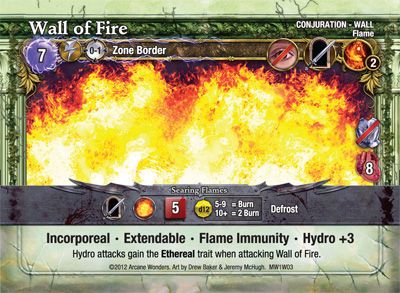 Wall of Fire
CONJURATION - WALL
Flame
7
0-1
Zone Border
2
8
Searing Flames
5
d12
5-9 = Burn
10+ = 2 Burn
Defrost
Incorporeal · Extendable · Flame Immunity · Hydro +3
Hydro attacks gain the Ethereal trait when attacking Wall of Fire.
©2012 Arcane Wonders. Art by Drew Baker & Jeremy McHugh. MW1W03